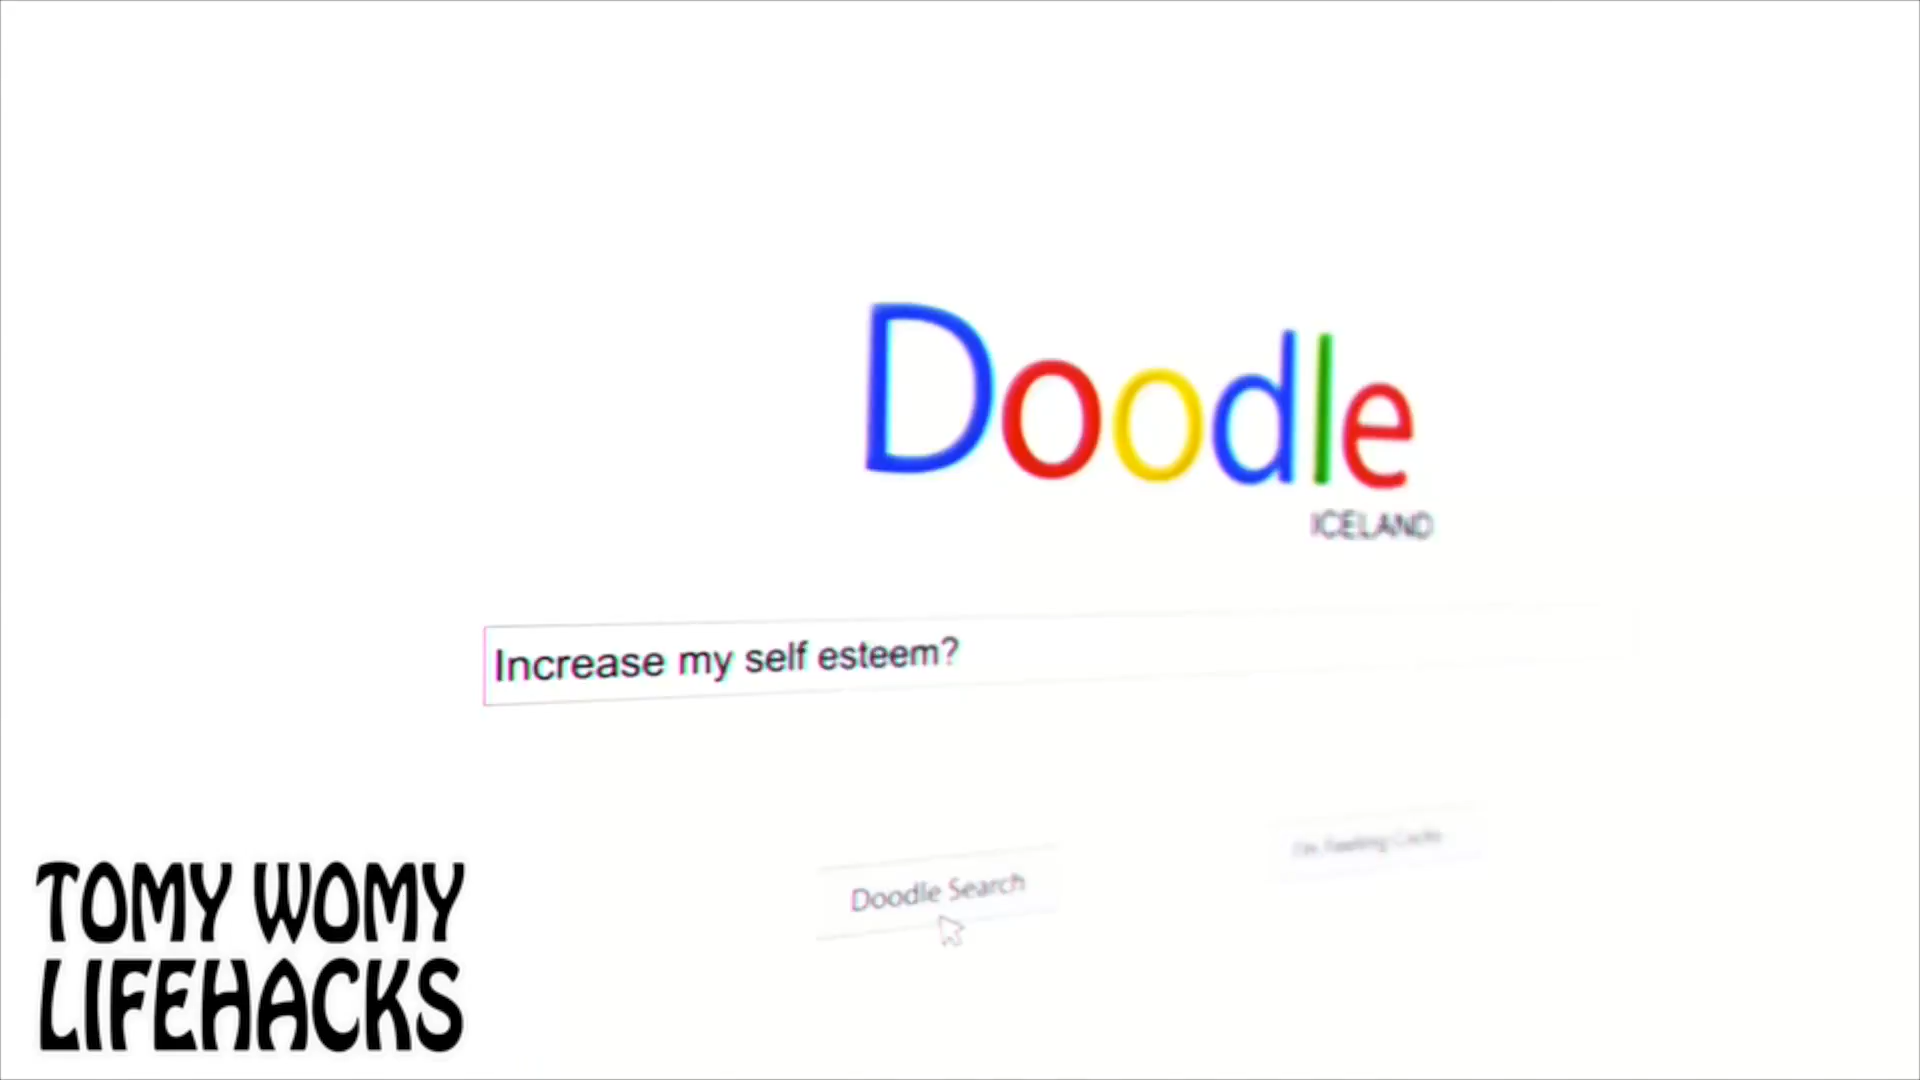 Doodle
ICELAND
Increase my self esteem?
Doodle Search
TOMY WOMY
LIFEHACKS